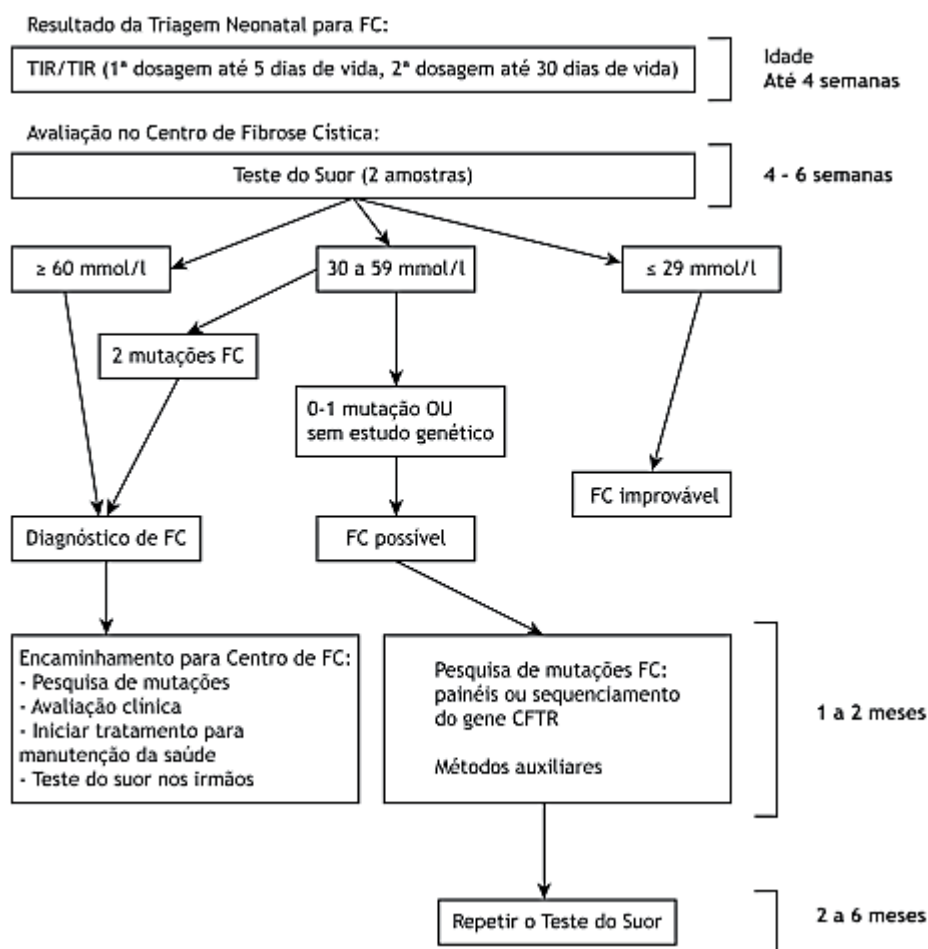 Resultado da Triagem Neonatal para FC:
TIR/TIR (1ª dosagem até 5 dias de vida, 2ª dosagem até 30 dias de vida)
Idade
Até 4 semanas
Avaliação no Centro de Fibrose Cística:
Teste do Suor (2 amostras)
4 - 6 semanas
≥ 60 mmol/l
30 a 59 mmol/l
≤ 29 mmol/l
2 mutações FC
0-1 mutação OU
sem estudo genético
FC improvável
Diagnóstico de FC
FC possível
Encaminhamento para Centro de FC:
- Pesquisa de mutações
- Avaliação clínica
- Iniciar tratamento para
manutenção da saúde
- Teste do suor nos irmãos
Pesquisa de mutações FC:
painéis ou sequenciamento
do gene CFTR
Métodos auxiliares
1 a 2 meses
Repetir o Teste do Suor
2 a 6 meses